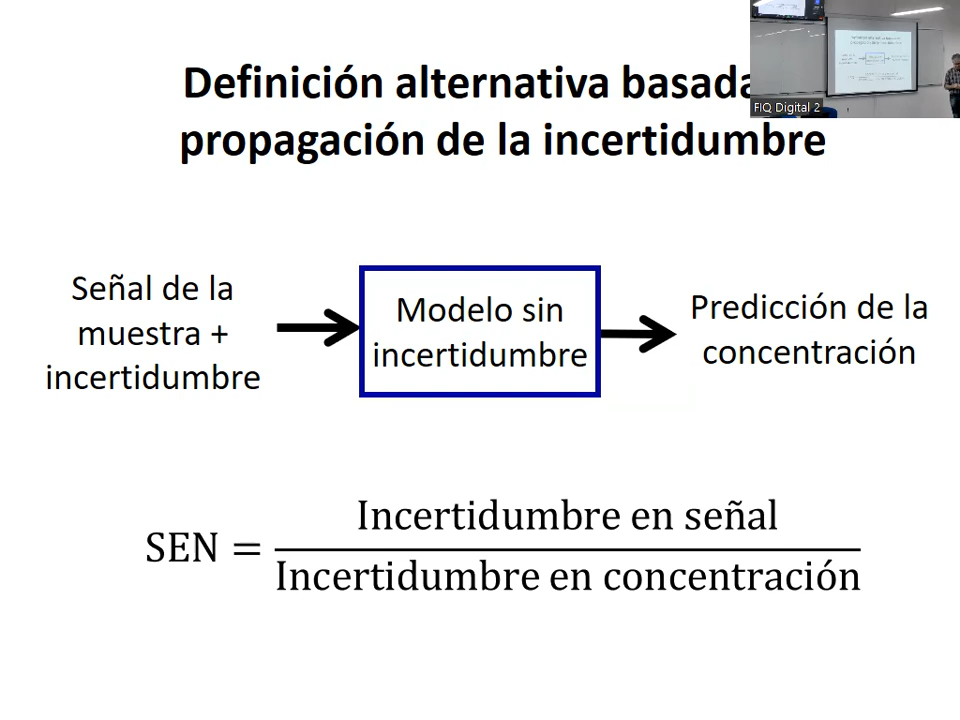 Definición alternativa basada
propagación de la incertidumbre
FIQ Digital 2
Señal de la
muestra +
incertidumbre
Modelo sin
incertidumbre
Predicción de la
concentración
SEN = Incertidumbre en señal
Incertidumbre en concentración